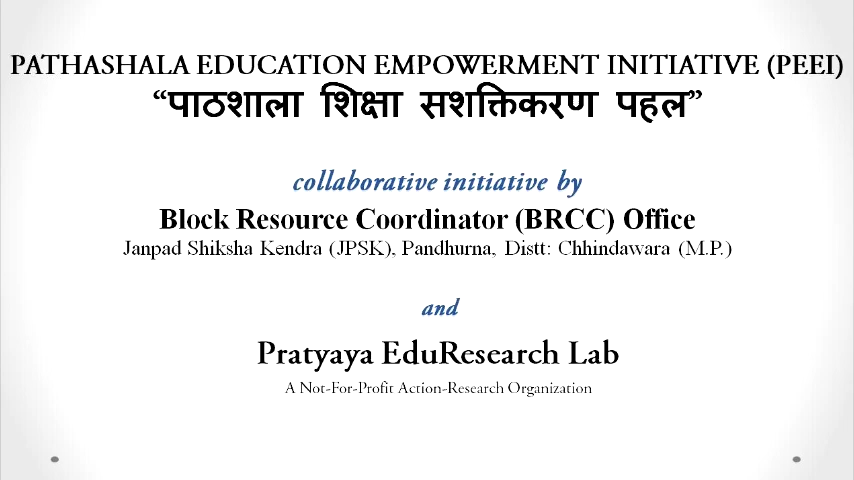 PATHASHALA EDUCATION EMPOWERMENT INITIATIVE (PEEI)
“पाठशाला शिक्षा सशक्तिकरण पहल”
collaborative initiative by
Block Resource Coordinator (BRCC) Office
Janpad Shiksha Kendra (JPSK), Pandhurna, Distt: Chhindawara (M.P.)
and
Pratyaya EduResearch Lab
A Not-For-Profit Action-Research Organization